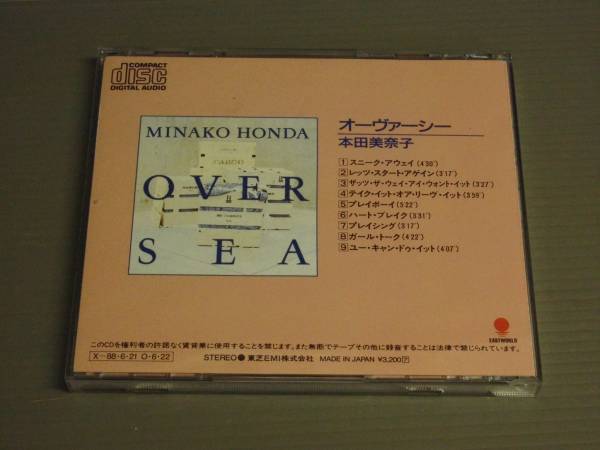 COMPACT
disc
DIGITAL AUDIO
MINAKO HONDA
OVER
SEA
オーヴァーシー
本田美奈子
1 スニーク・アウェイ(4'30")
2 レッツ・スタート・アゲイン(3'17")
3 ザッツ・ザ・ウェイ・アイ・ウォント・イット(3'27")
4 テイク・イット・オア・リーヴ・イット(3'59")
5 プレイボーイ(5'22")
6 ハート・ブレイク(3'31")
7 ブレイシング(3'17")
8 ガール・トーク(4'22")
9 ユー・キャン・ドゥ・イット(4'07")
EASTWORLD
このCDを権利者の許諾なく賃貸業に使用することを禁じます。また無断でテープその他に録音することは法律で禁じられています。
X-88・6・21 O・6・22
STEREO● 東芝EMI株式会社 MADE IN JAPAN ¥3,200